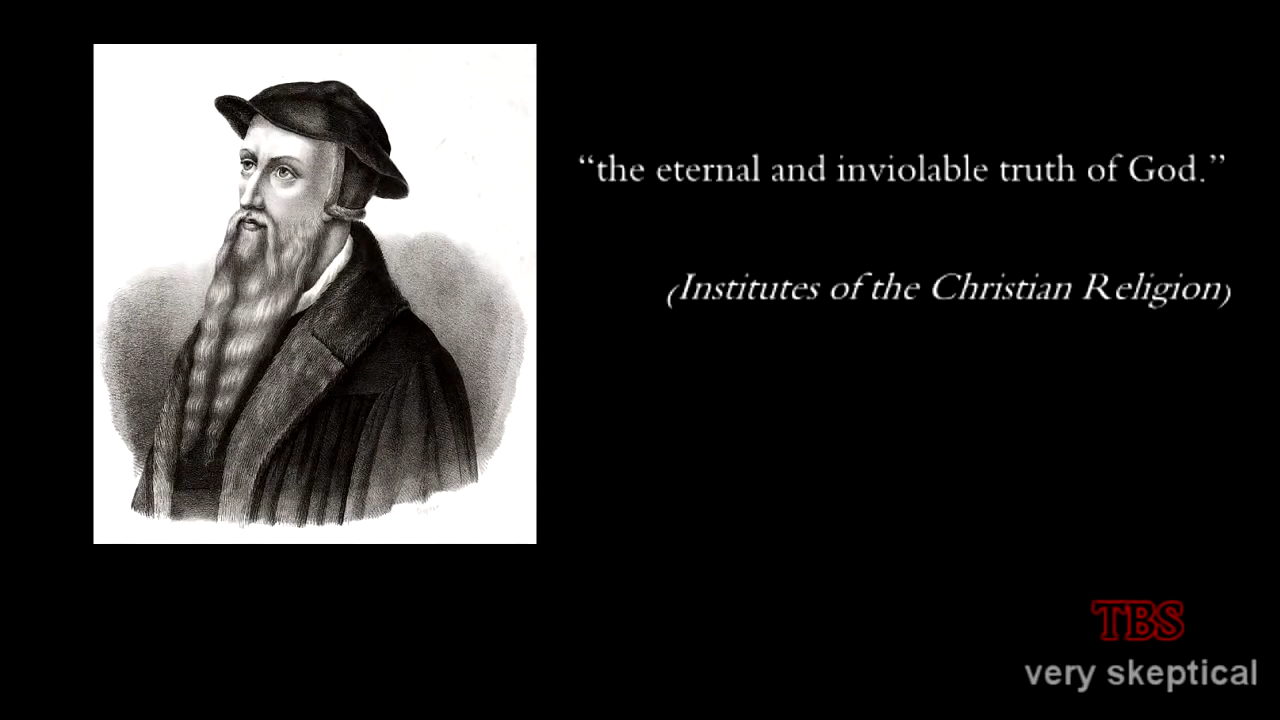 “the eternal and inviolable truth of God.”
(Institutes of the Christian Religion)
TBS
very skeptical